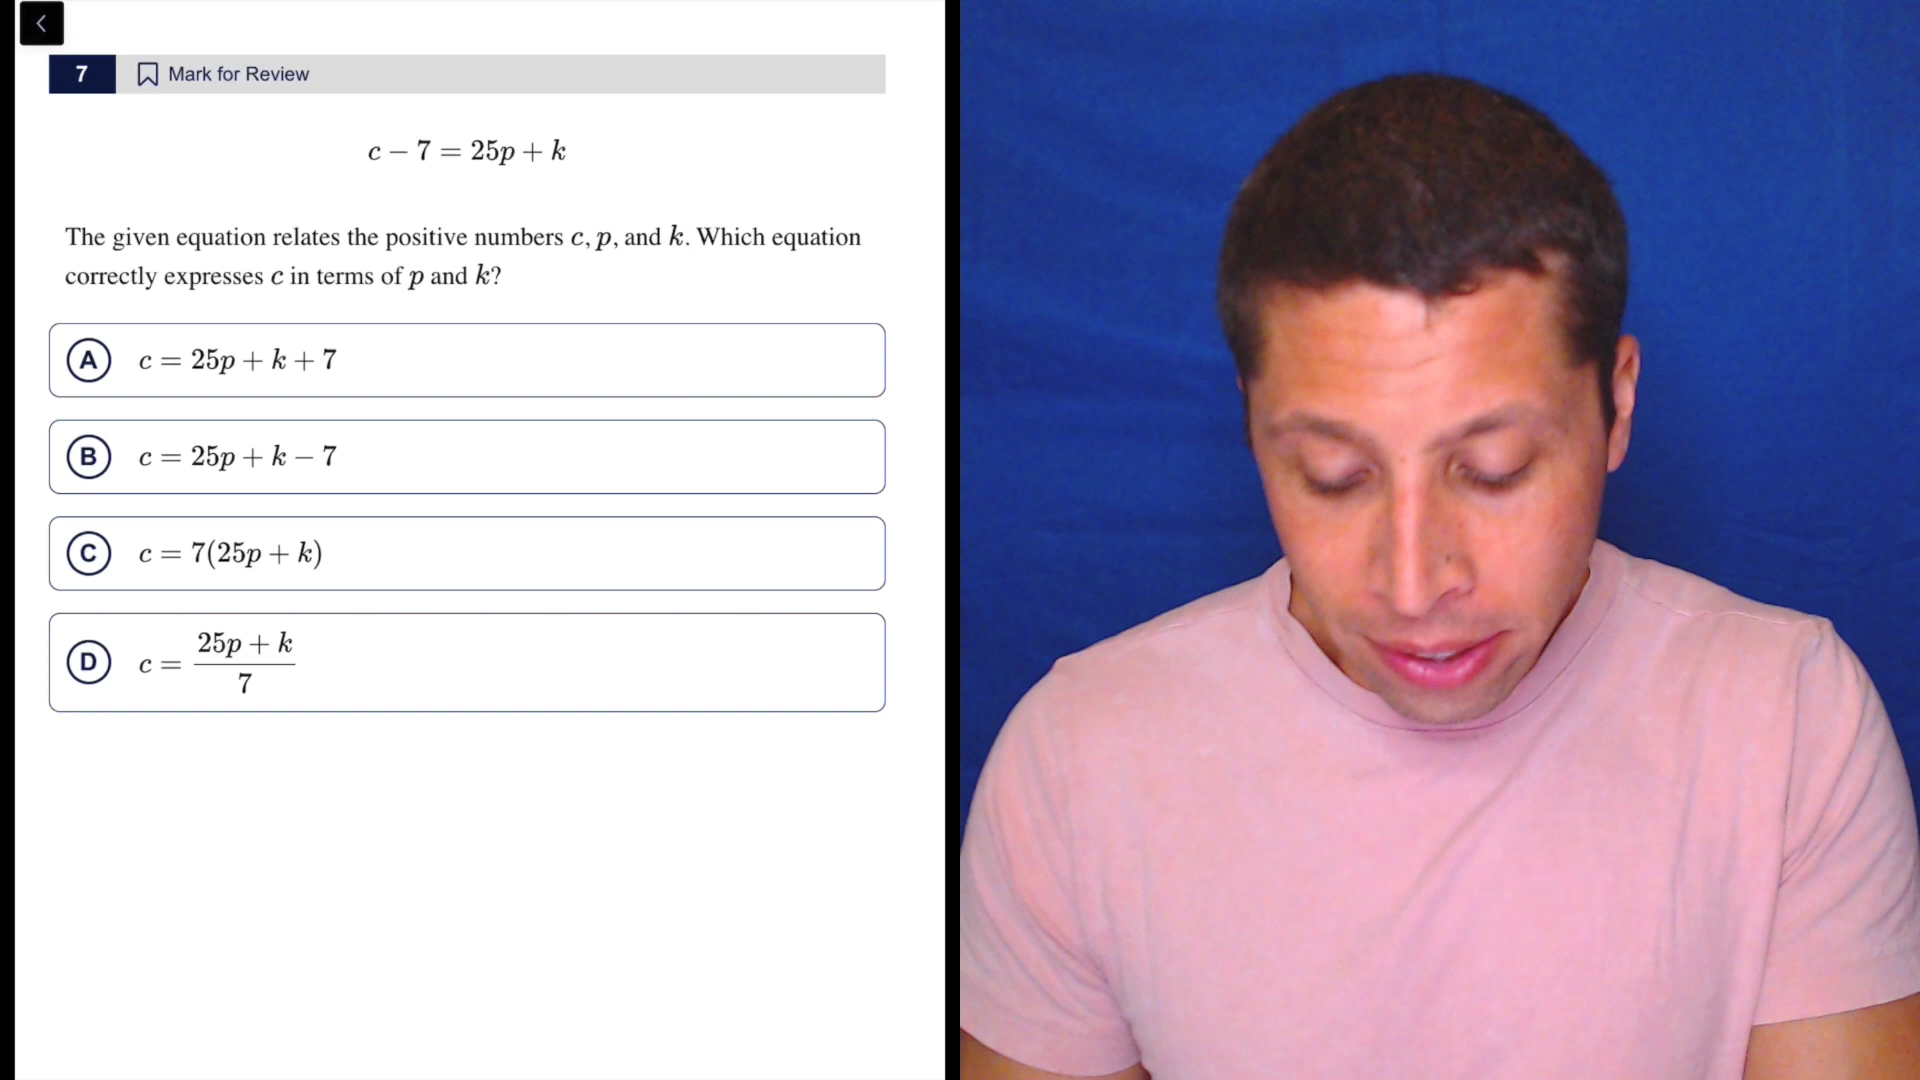 7 Mark for Review
c − 7 = 25p + k
The given equation relates the positive numbers c, p, and k. Which equation
correctly expresses c in terms of p and k?
A c = 25p + k + 7
B c = 25p + k − 7
C c = 7(25p + k)
D c = \frac{25p + k}{7}